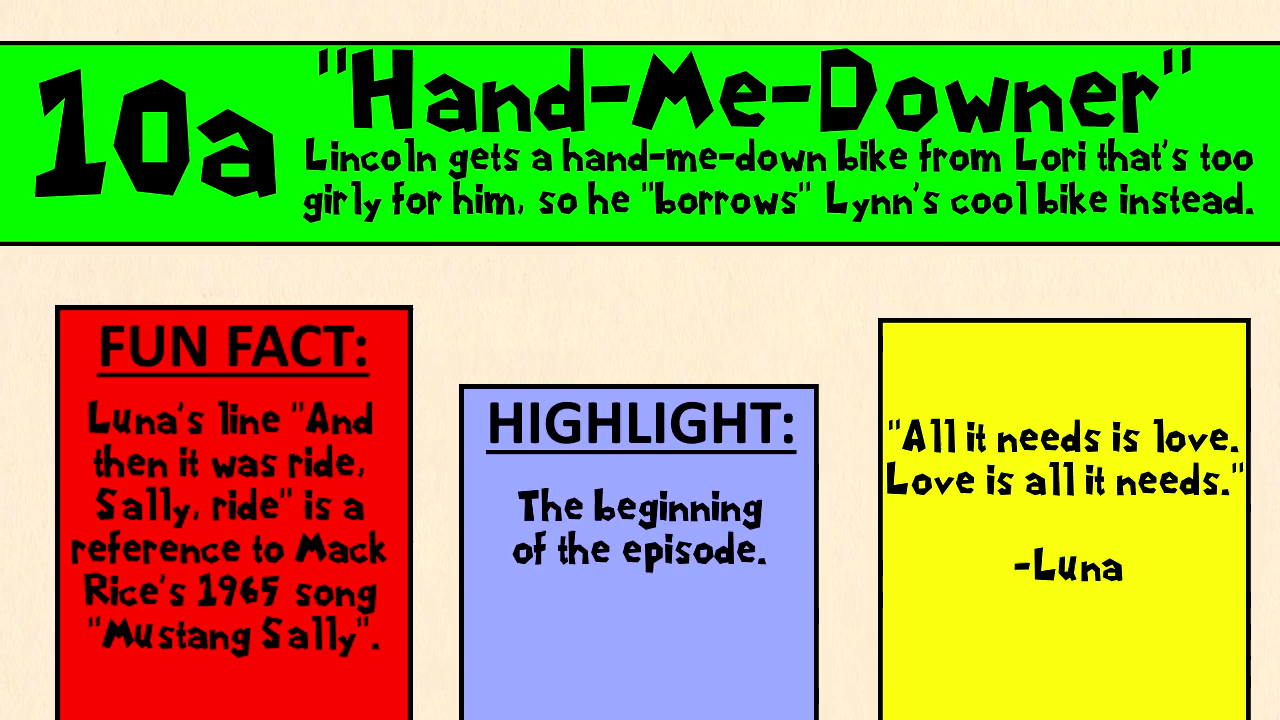 10a
"Hand-Me-Downer"
Lincoln gets a hand-me-down bike from Lori that's too
girly for him, so he "borrows" Lynn's cool bike instead.
FUN FACT:
Luna's line "And
then it was ride,
Sally, ride" is a
reference to Mack
Rice's 1965 song
"Mustang Sally".
HIGHLIGHT:
The beginning
of the episode.
"All it needs is love.
Love is all it needs."
-Luna